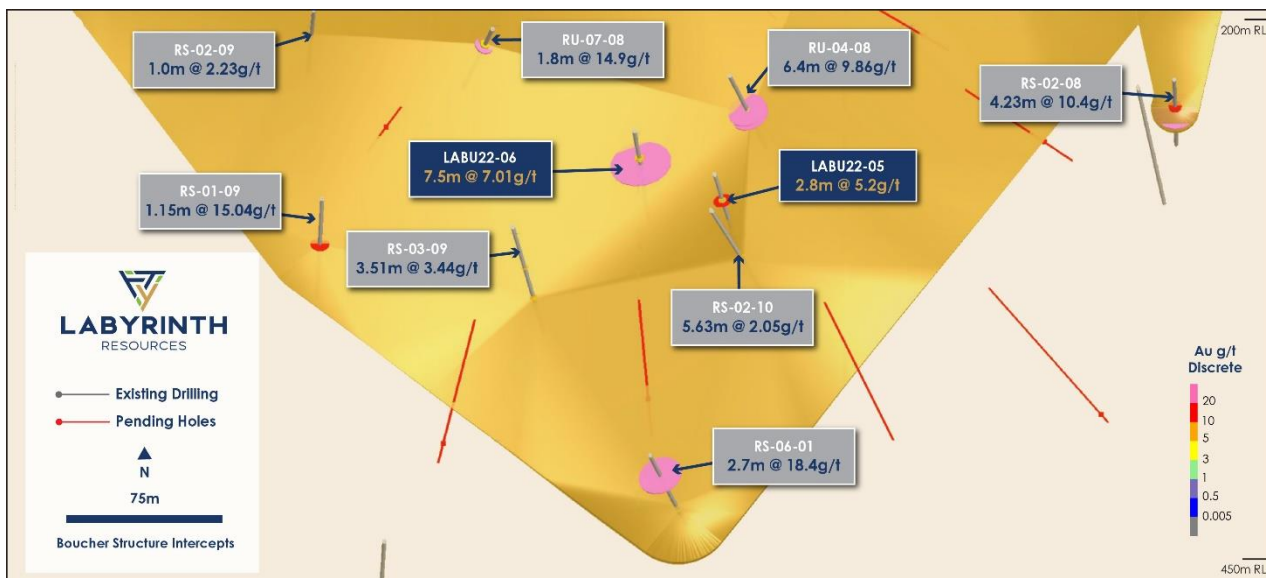 200m RL
RS-02-09
1.0m @ 2.23g/t
RU-07-08
1.8m @ 14.9g/t
RU-04-08
6.4m @ 9.86g/t
RS-02-08
4.23m @ 10.4g/t
LABU22-06
7.5m @ 7.01g/t
LABU22-05
2.8m @ 5.2g/t
RS-01-09
1.15m @ 15.04g/t
RS-03-09
3.51m @ 3.44g/t
RS-02-10
5.63m @ 2.05g/t
RS-06-01
2.7m @ 18.4g/t
LABYRINTH
RESOURCES
Existing Drilling
Pending Holes
N
75m
Boucher Structure Intercepts
Au g/t
Discrete
20
10
5
3
1
0.5
0.005
450m RL